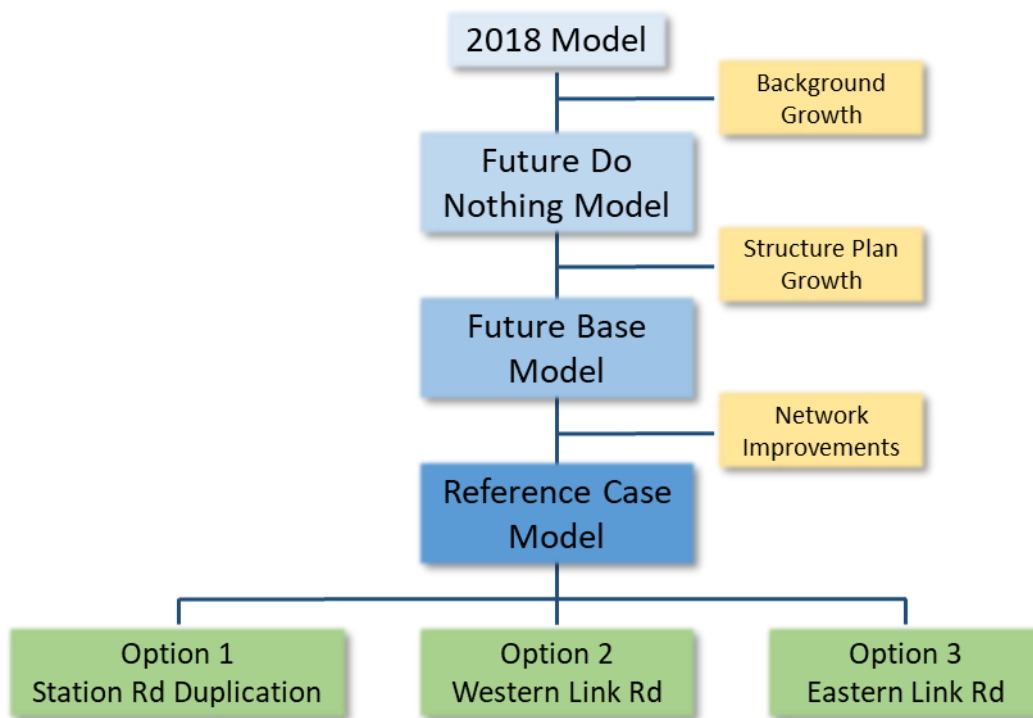 2018 Model
Background
Growth
Future Do
Nothing Model
Structure Plan
Growth
Future Base
Model
Network
Improvements
Reference Case
Model
Option 1
Station Rd Duplication
Option 2
Western Link Rd
Option 3
Eastern Link Rd